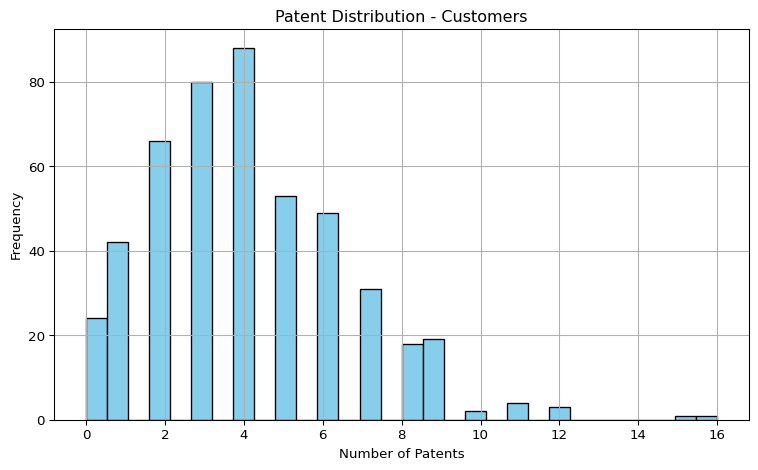 Patent Distribution - Customers
80
60
40
20
0
Frequency
0 2 4 6 8 10 12 14 16
Number of Patents